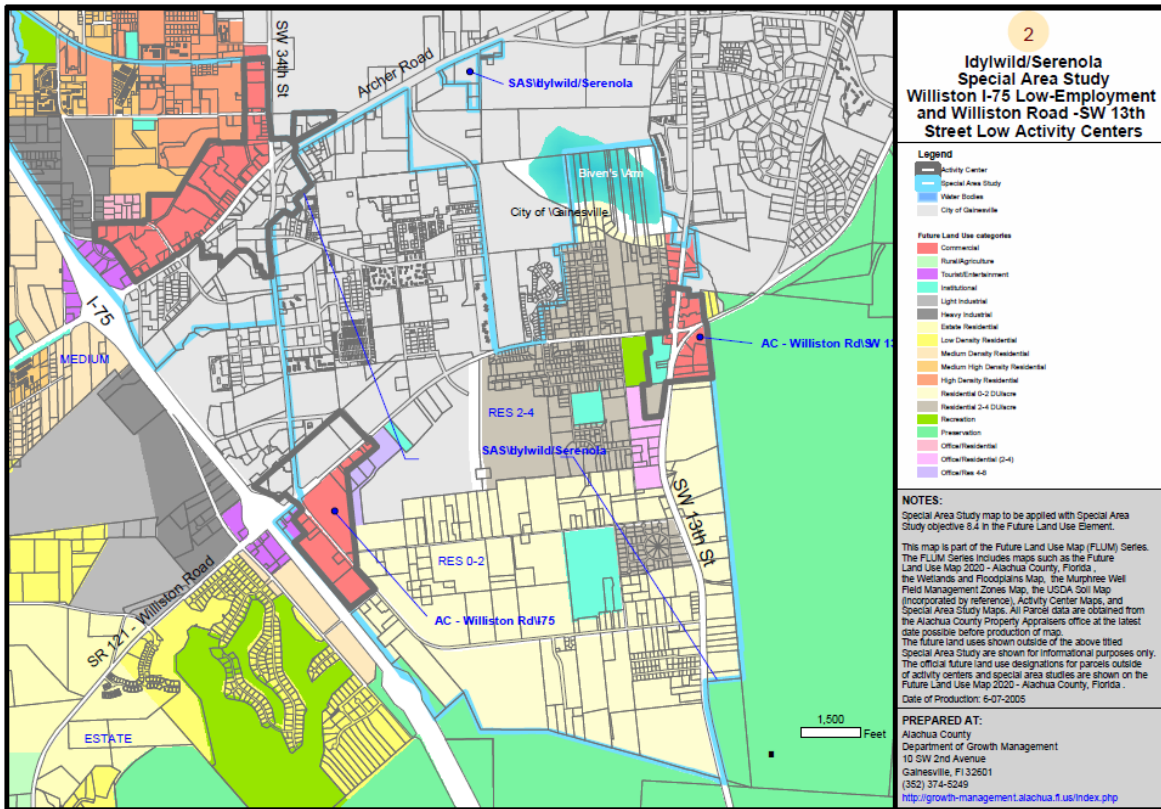 SW 34th St
Archer Road
SAS\Idylwild/Serenola
Biven's \Arm
City of \Gainesville
I-75
MEDIUM
AC - Williston Rd\SW 13
RES 2-4
SAS\Idylwild/Serenola
SW 13th St
RES 0-2
SR 121 - Williston Road
AC - Williston Rd\I75
ESTATE
1,500
Feet
2
Idylwild/Serenola
Special Area Study
Williston I-75 Low-Employment
and Williston Road -SW 13th
Street Low Activity Centers
Legend
Activity Center
Special Area Study
Water Bodies
City of Gainesville
Future Land Use categories
Commercial
Rural/Agriculture
Tourist/Entertainment
Institutional
Light Industrial
Heavy Industrial
Estate Residential
Low Density Residential
Medium Density Residential
Medium High Density Residential
High Density Residential
Residential 0-2 DU/acre
Residential 2-4 DU/acre
Recreation
Preservation
Office/Residential
Office/Residential (2-4)
Office/Res 4-8
NOTES:
Special Area Study map to be applied with Special Area
Study objective 8.4 in the Future Land Use Element.
This map is part of the Future Land Use Map (FLUM) Series.
The FLUM Series includes maps such as the Future
Land Use Map 2020 - Alachua County, Florida ,
the Wetlands and Floodplains Map, the Murphree Well
Field Management Zones Map, the USDA Soil Map
(incorporated by reference), Activity Center Maps, and
Special Area Study Maps. All Parcel data are obtained from
the Alachua County Property Appraisers office at the latest
date possible before production of map.
The future land uses shown outside of the above titled
Special Area Study are shown for informational purposes only.
The official future land use designations for parcels outside
of activity centers and special area studies are shown on the
Future Land Use Map 2020 - Alachua County, Florida .
Date of Production: 6-07-2005
PREPARED AT:
Alachua County
Department of Growth Management
10 SW 2nd Avenue
Gainesville, Fl 32601
(352) 374-5249
http://growth-management.alachua.fl.us/index.php